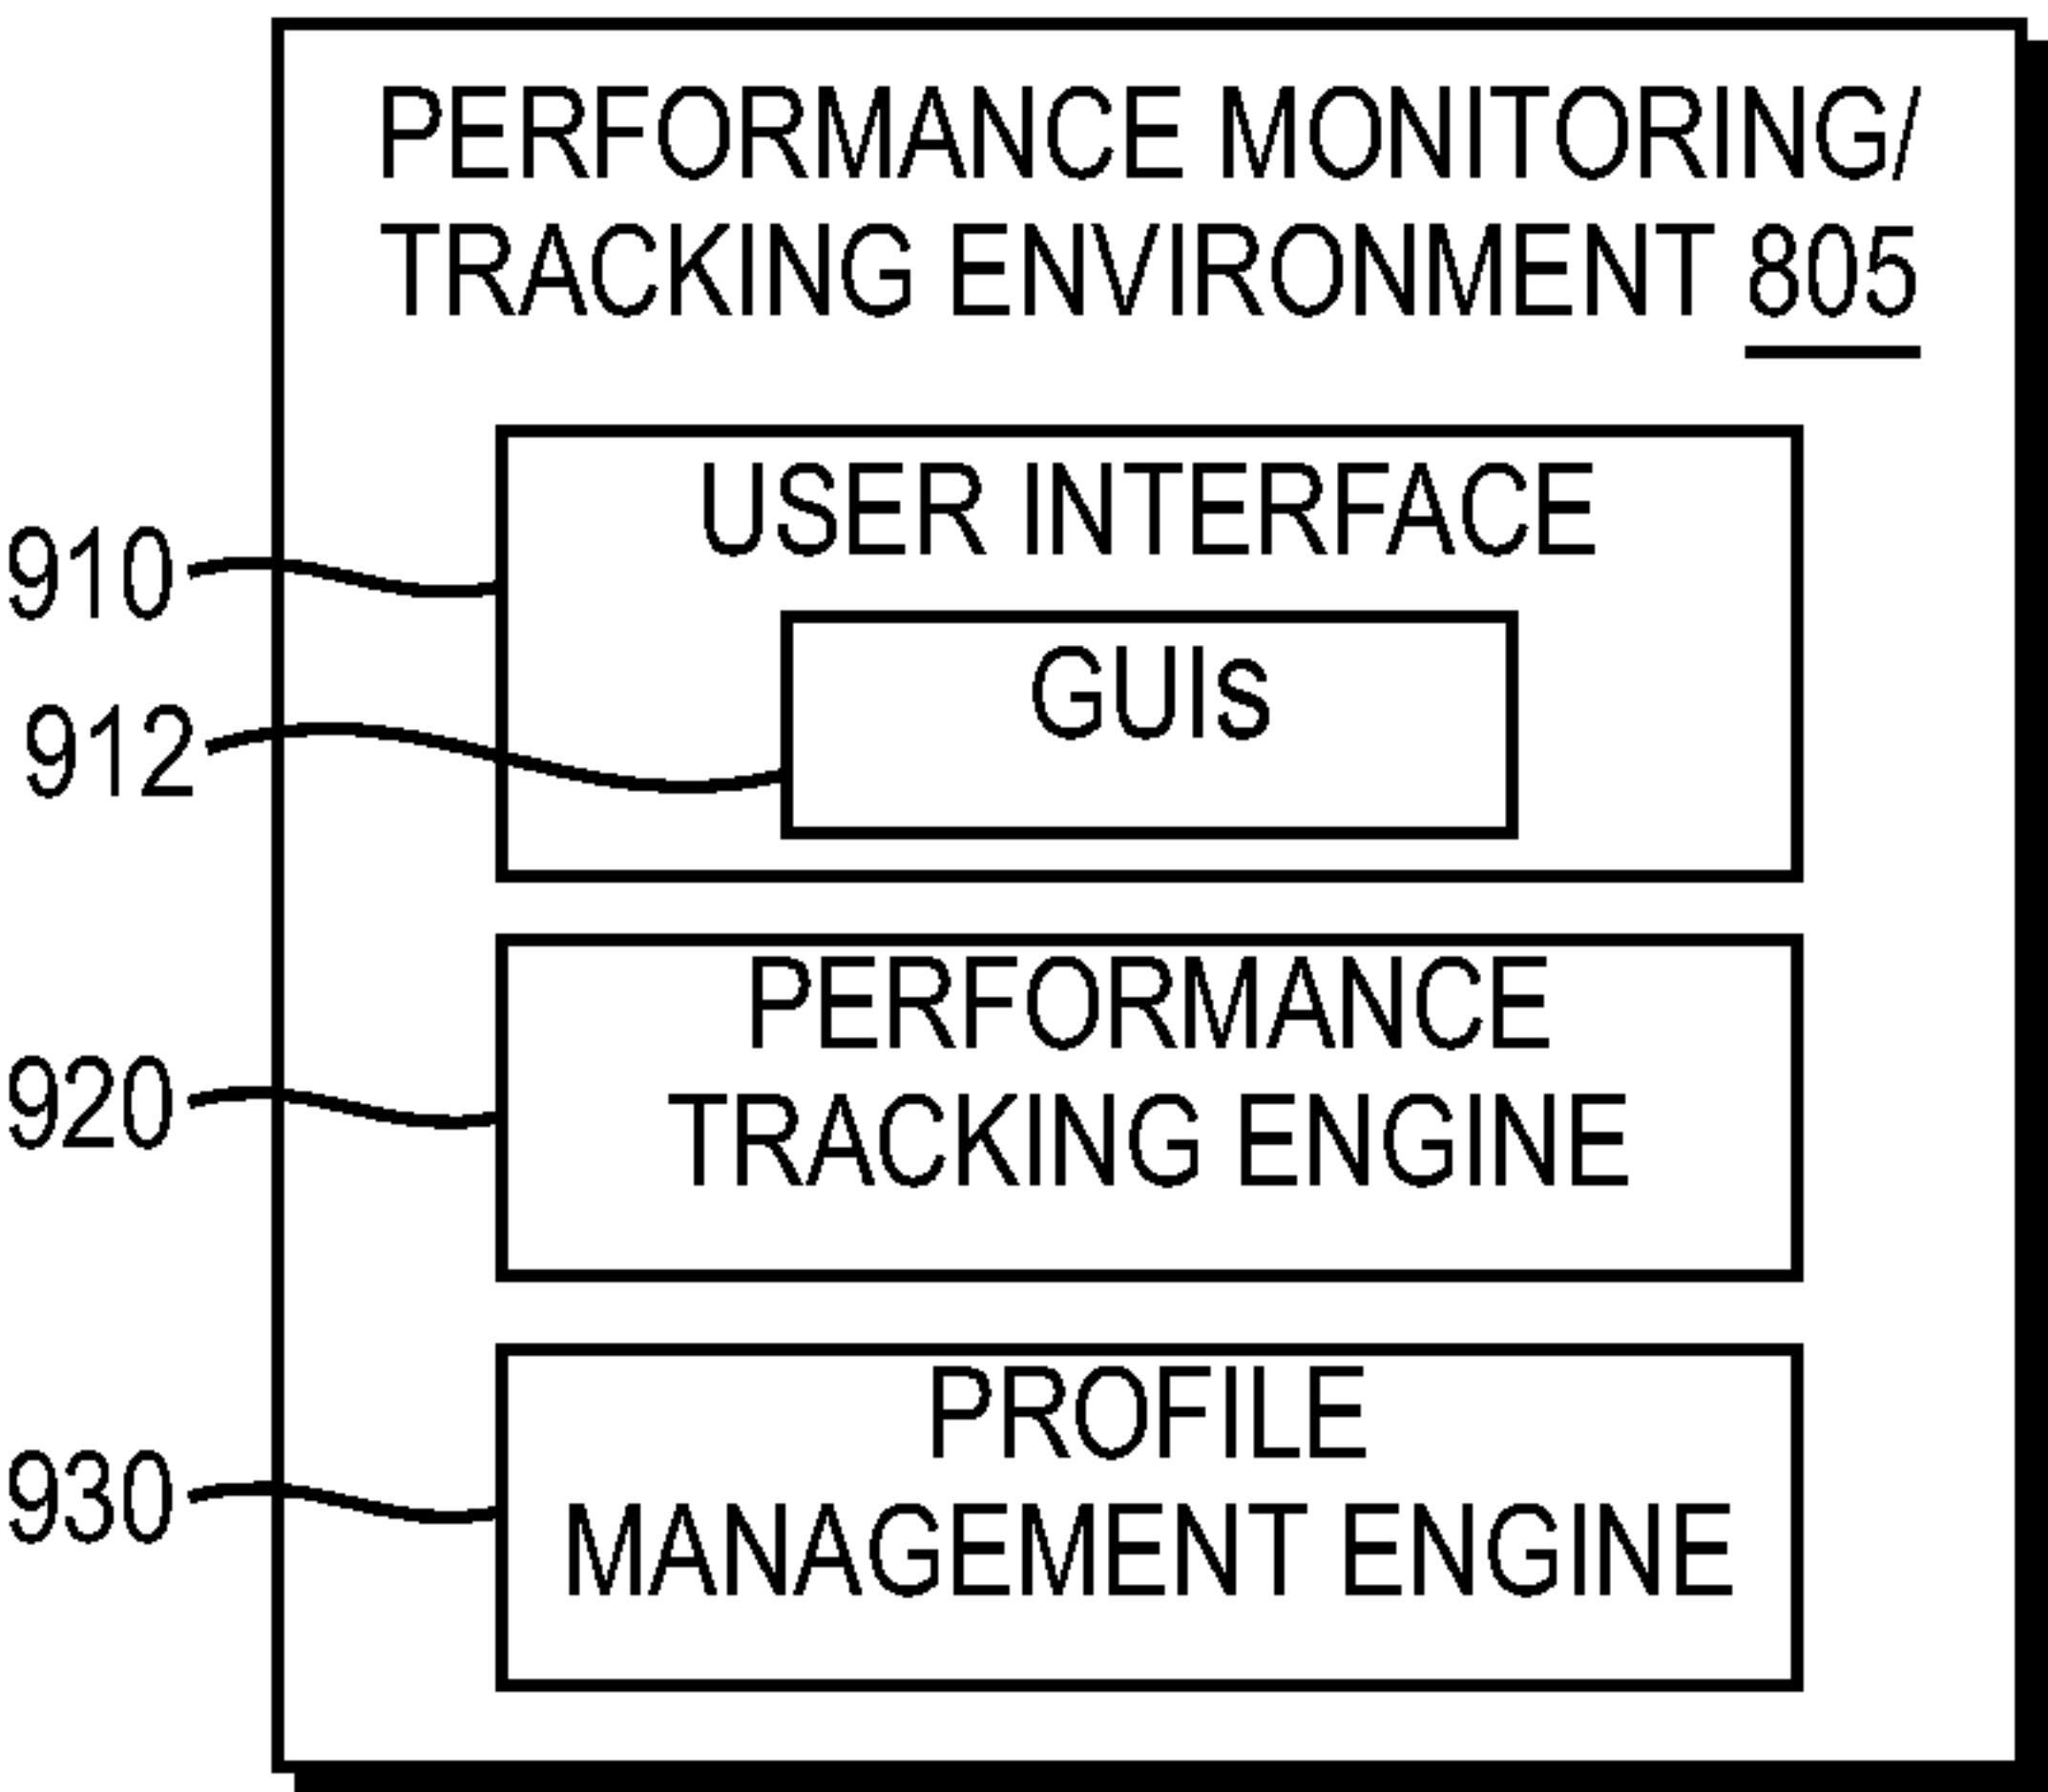 PERFORMANCE MONITORING/
TRACKING ENVIRONMENT 805
910
USER INTERFACE
912
GUIs
920
PERFORMANCE
TRACKING ENGINE
930
PROFILE
MANAGEMENT ENGINE